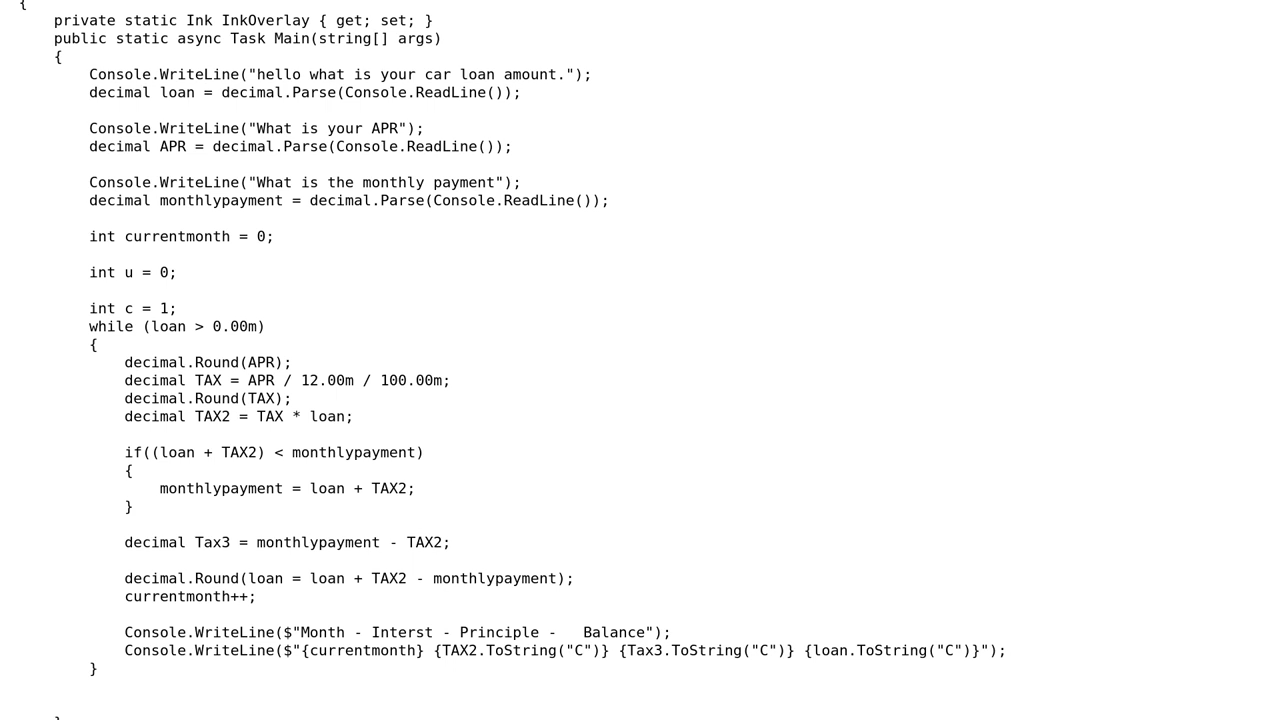 {
    private static Ink InkOverlay { get; set; }
    public static async Task Main(string[] args)
    {
        Console.WriteLine("hello what is your car loan amount.");
        decimal loan = decimal.Parse(Console.ReadLine());

        Console.WriteLine("What is your APR");
        decimal APR = decimal.Parse(Console.ReadLine());

        Console.WriteLine("What is the monthly payment");
        decimal monthlypayment = decimal.Parse(Console.ReadLine());

        int currentmonth = 0;

        int u = 0;

        int c = 1;
        while (loan > 0.00m)
        {
            decimal.Round(APR);
            decimal TAX = APR / 12.00m / 100.00m;
            decimal.Round(TAX);
            decimal TAX2 = TAX * loan;

            if((loan + TAX2) < monthlypayment)
            {
                monthlypayment = loan + TAX2;
            }

            decimal Tax3 = monthlypayment - TAX2;

            decimal.Round(loan = loan + TAX2 - monthlypayment);
            currentmonth++;

            Console.WriteLine($"Month - Interst - Principle -   Balance");
            Console.WriteLine($"{currentmonth} {TAX2.ToString("C")} {Tax3.ToString("C")} {loan.ToString("C")}");
        }


    }